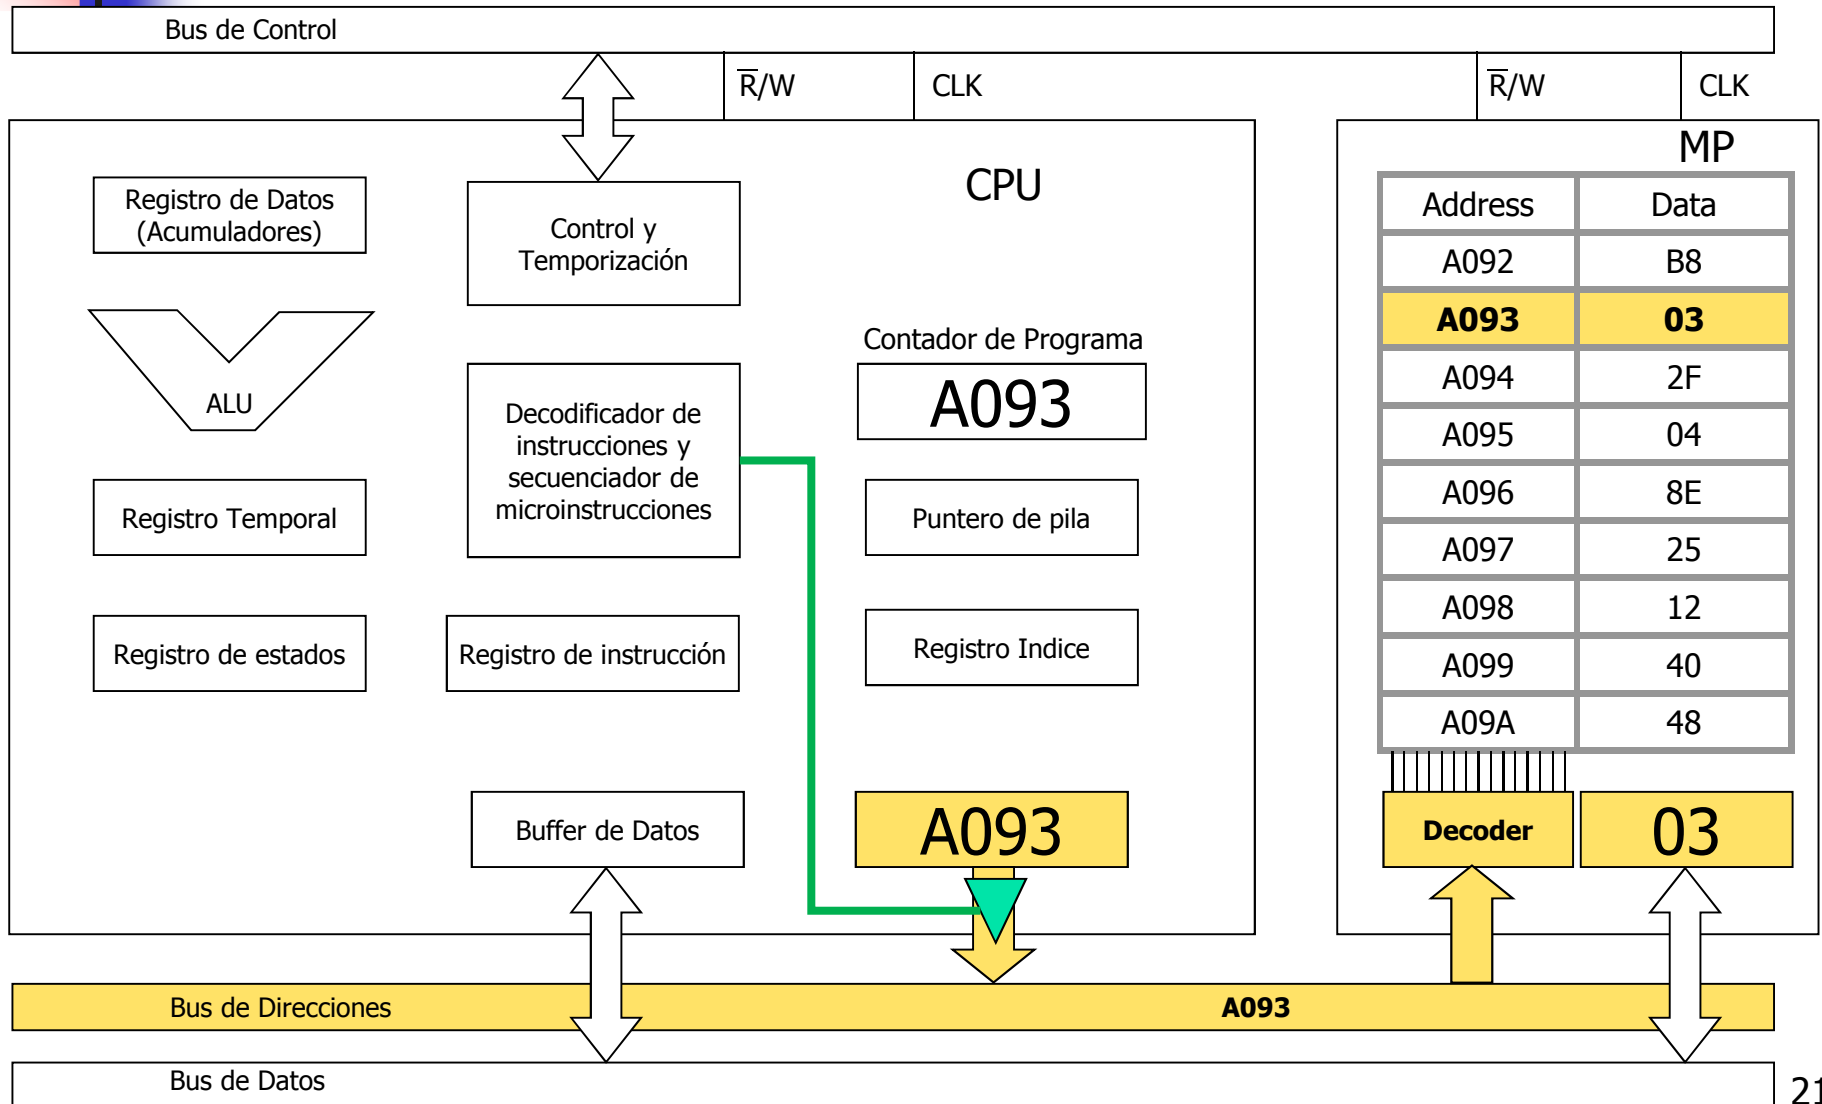 Bus de Control
R̅/W
CLK
R̅/W
CLK
CPU
MP
Registro de Datos
(Acumuladores)
Control y
Temporización
ALU
Decodificador de
instrucciones y
secuenciador de
microinstrucciones
Contador de Programa
A093
Registro Temporal
Puntero de pila
Registro de estados
Registro de instrucción
Registro Indice
Buffer de Datos
A093
Address Data
A092 B8
A093 03
A094 2F
A095 04
A096 8E
A097 25
A098 12
A099 40
A09A 48
Decoder
03
Bus de Direcciones
A093
Bus de Datos
21